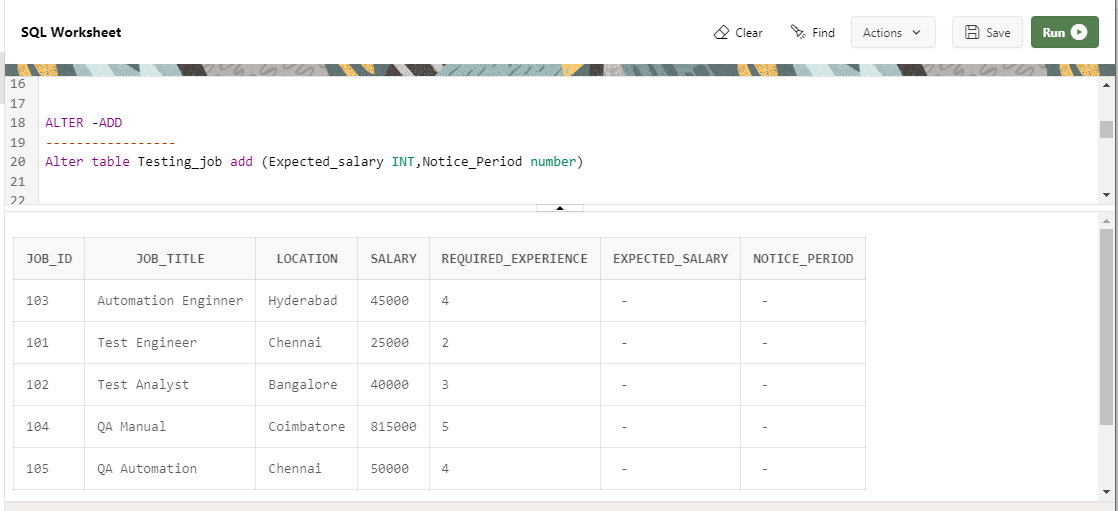 SQL Worksheet Clear Find Actions Save Run
16
17
18 ALTER -ADD
19 -----------------
20 Alter table Testing_job add (Expected_salary INT,Notice_Period number)
21
22
JOB_ID JOB_TITLE LOCATION SALARY REQUIRED_EXPERIENCE EXPECTED_SALARY NOTICE_PERIOD
103 Automation Enginner Hyderabad 45000 4 - -
101 Test Engineer Chennai 25000 2 - -
102 Test Analyst Bangalore 40000 3 - -
104 QA Manual Coimbatore 815000 5 - -
105 QA Automation Chennai 50000 4 - -